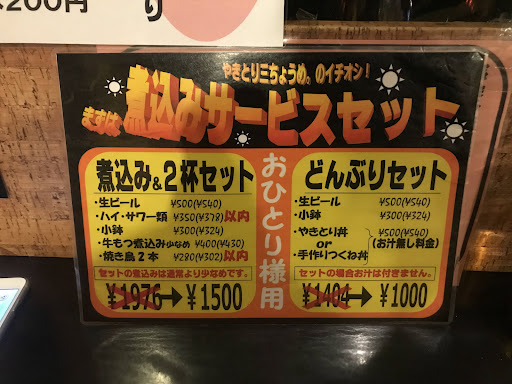 200円
り
やきとり三ちょうめ。のイチオシ!
まずは煮込みサービスセット
煮込み&2杯セット
・生ビール ¥500(¥540)
・ハイ・サワー類 ¥350(¥378)以内
・小鉢 ¥300(¥324)
・牛もつ煮込み少なめ ¥400(¥430)
・焼き鳥2本 ¥280(¥302)以内
セットの煮込みは通常より少なめです。
¥1976→¥1500
おひとり様用
どんぶりセット
・生ビール ¥500(¥540)
・小鉢 ¥300(¥324)
・やきとり丼 ¥500(¥540)
or (お汁無し料金)
・手作りつくね丼
セットの場合お汁は付きません。
¥1404→¥1000